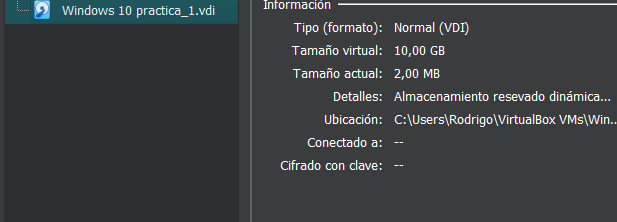 Windows 10 practica_1.vdi
Información
Tipo (formato): Normal (VDI)
Tamaño virtual: 10,00 GB
Tamaño actual: 2,00 MB
Detalles: Almacenamiento resevado dinámica...
Ubicación: C:\Users\Rodrigo\VirtualBox VMs\Win...
Conectado a: --
Cifrado con clave: --